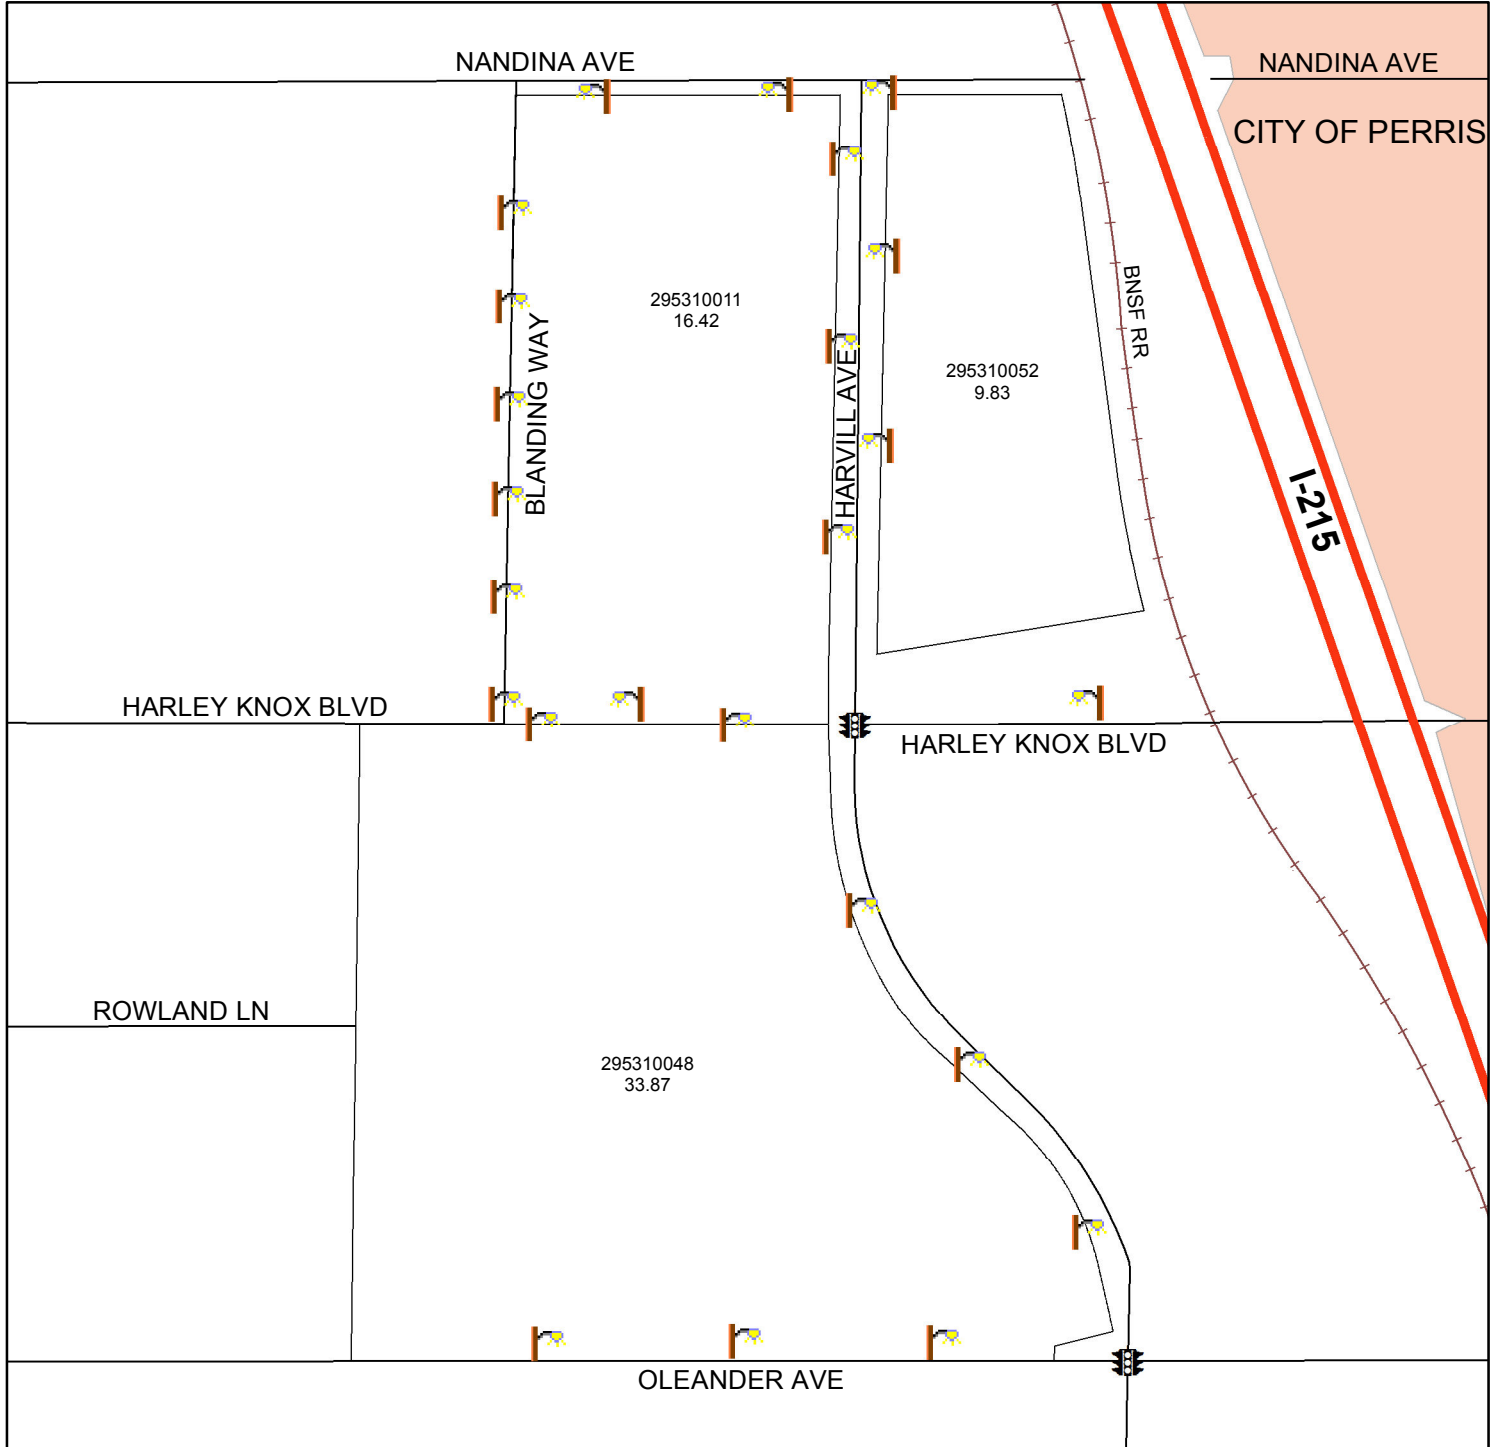 NANDINA AVE
NANDINA AVE
CITY OF PERRIS
295310011
16.42
BNSF RR
BLANDING WAY
HARVILL AVE
295310052
9.83
I-215
HARLEY KNOX BLVD
HARLEY KNOX BLVD
ROWLAND LN
295310048
33.87
OLEANDER AVE